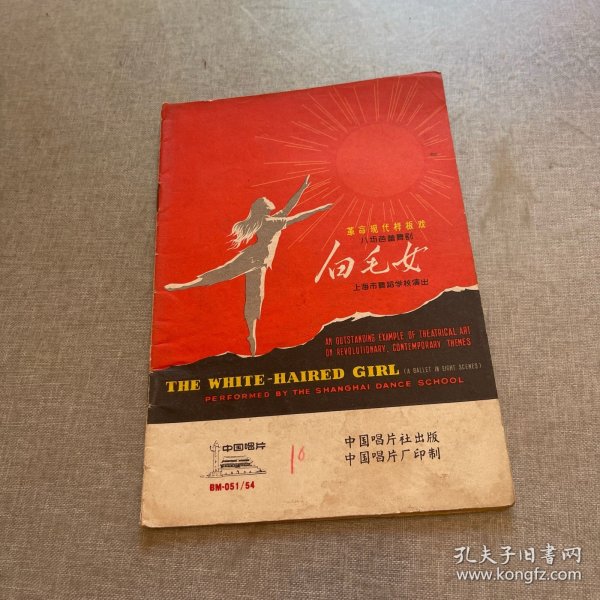 革命现代样板戏
八场芭蕾舞剧
白毛女
上海市舞蹈学校演出
AN OUTSTANDING EXAMPLE OF THEATRICAL ART
ON REVOLUTIONARY, CONTEMPORARY THEMES
THE WHITE-HAIRED GIRL (A BALLET IN EIGHT SCENES)
PERFORMED BY THE SHANGHAI DANCE SCHOOL
中国唱片
BM-051/54
10
中国唱片社出版
中国唱片厂印制
孔夫子旧书网
www.kongfz.com